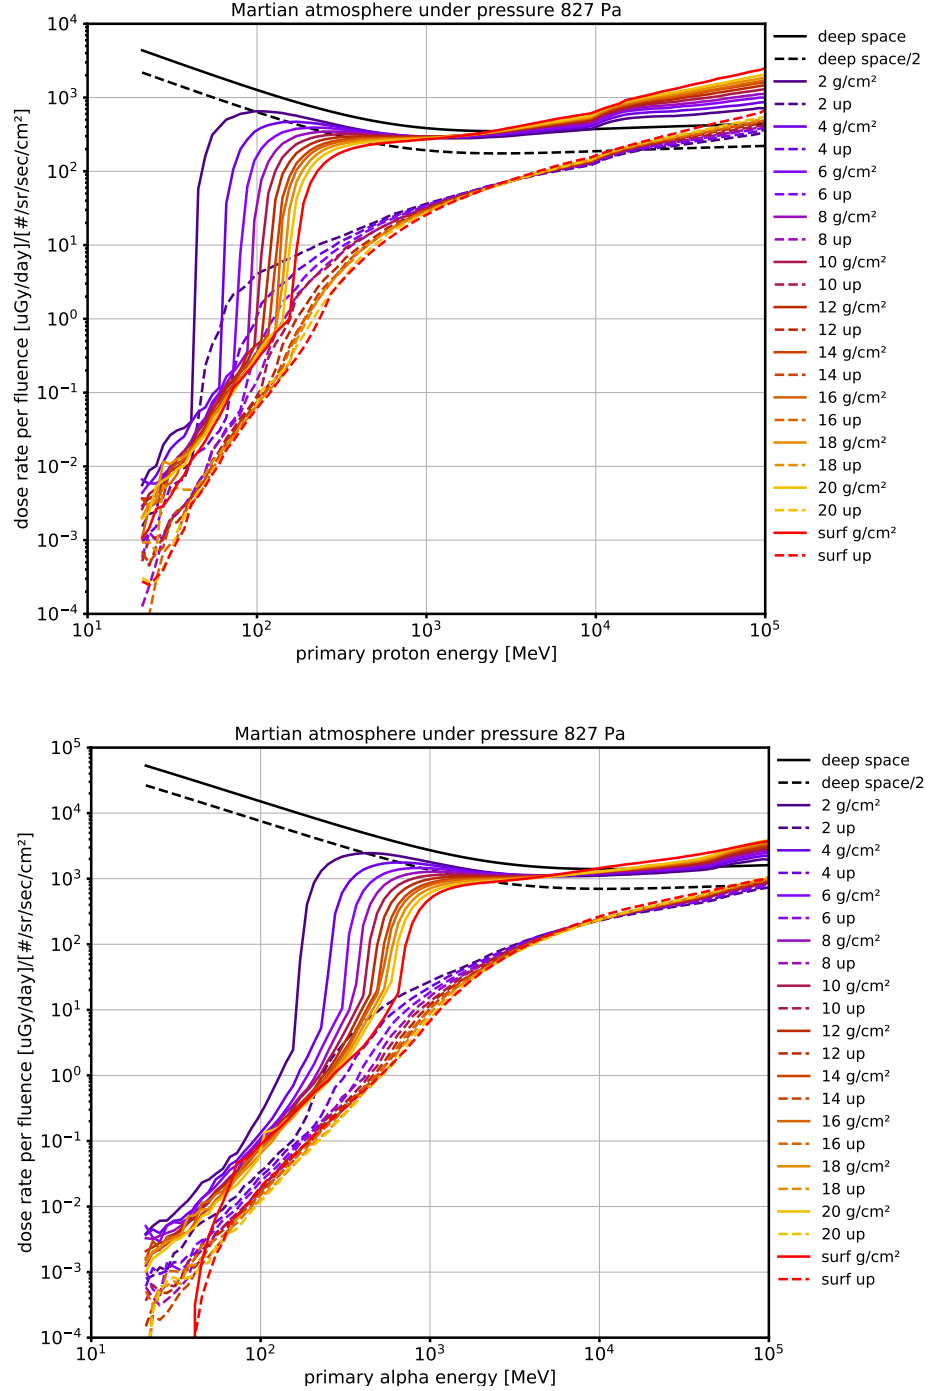 Martian atmosphere under pressure 827 Pa
10⁴
10³
10²
10¹
10⁰
10⁻¹
10⁻²
10⁻³
10⁻⁴
dose rate per fluence [uGy/day]/[#/sr/sec/cm²]
10¹ 10² 10³ 10⁴ 10⁵
primary proton energy [MeV]
deep space
deep space/2
2 g/cm²
2 up
4 g/cm²
4 up
6 g/cm²
6 up
8 g/cm²
8 up
10 g/cm²
10 up
12 g/cm²
12 up
14 g/cm²
14 up
16 g/cm²
16 up
18 g/cm²
18 up
20 g/cm²
20 up
surf g/cm²
surf up
Martian atmosphere under pressure 827 Pa
10⁵
10⁴
10³
10²
10¹
10⁰
10⁻¹
10⁻²
10⁻³
10⁻⁴
dose rate per fluence [uGy/day]/[#/sr/sec/cm²]
10¹ 10² 10³ 10⁴ 10⁵
primary alpha energy [MeV]
deep space
deep space/2
2 g/cm²
2 up
4 g/cm²
4 up
6 g/cm²
6 up
8 g/cm²
8 up
10 g/cm²
10 up
12 g/cm²
12 up
14 g/cm²
14 up
16 g/cm²
16 up
18 g/cm²
18 up
20 g/cm²
20 up
surf g/cm²
surf up